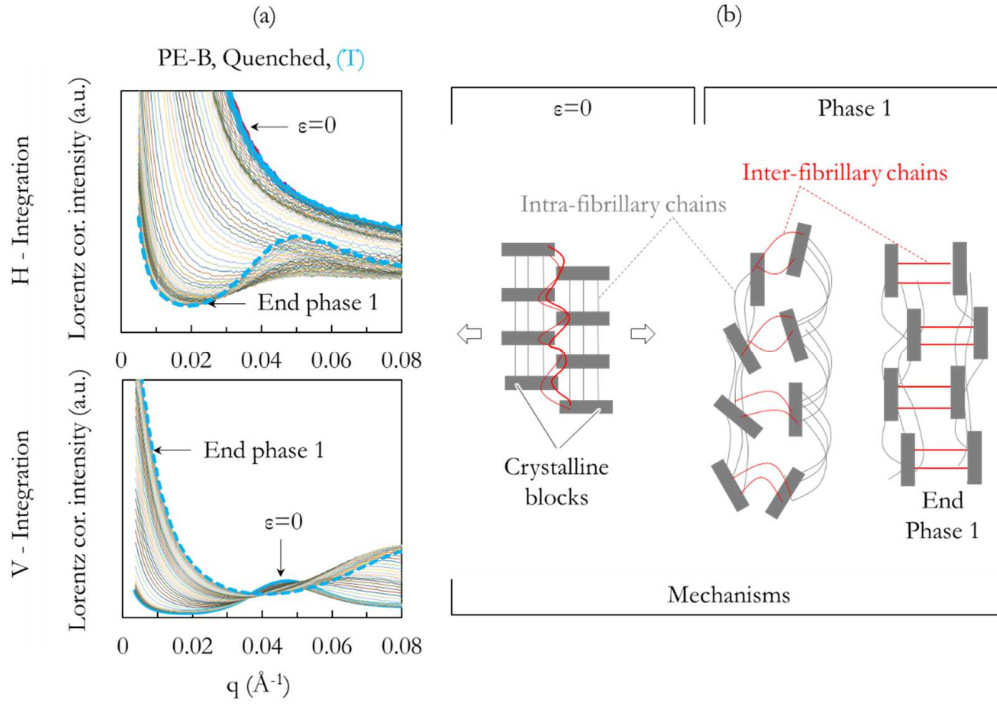 (a)
PE-B, Quenched, (T)
H - Integration
Lorentz cor. intensity (a.u.)
ε=0
End phase 1
0 0.02 0.04 0.06 0.08
V - Integration
Lorentz cor. intensity (a.u.)
End phase 1
ε=0
0 0.02 0.04 0.06 0.08
q (Å-1)
(b)
ε=0
Phase 1
Inter-fibrillary chains
Intra-fibrillary chains
Crystalline
blocks
End
Phase 1
Mechanisms